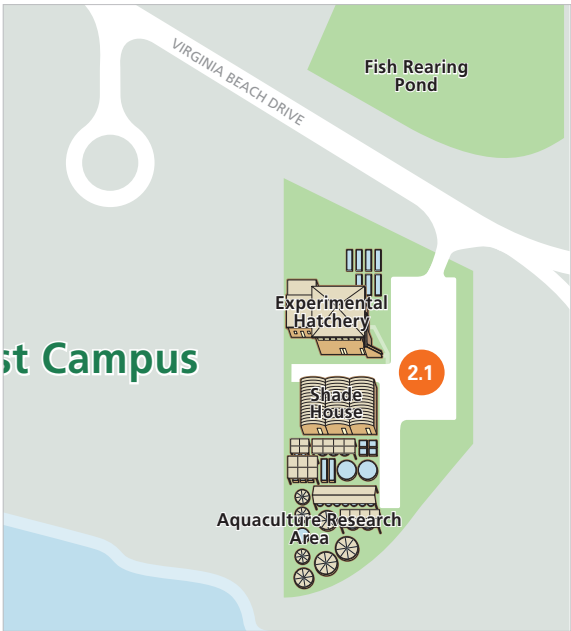 VIRGINIA BEACH DRIVE
Fish Rearing
Pond
Experimental
Hatchery
st Campus
2.1
Shade
House
Aquaculture Research
Area